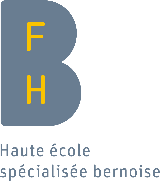 F
H
Haute école
spécialisée bernoise